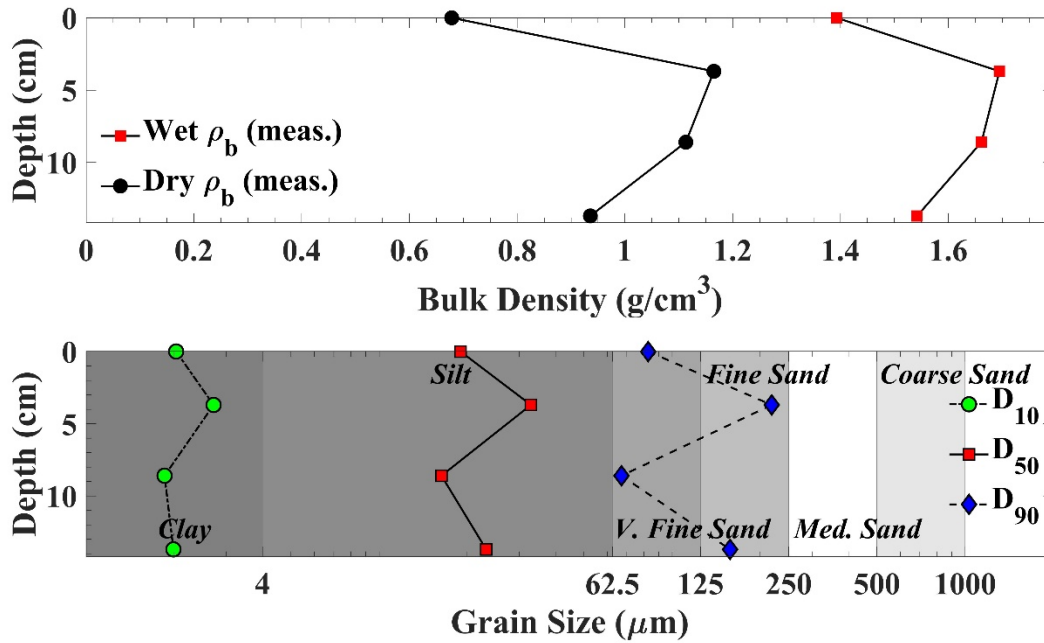 0
5
10
Depth (cm)
Wet ρb (meas.)
Dry ρb (meas.)
0 0.2 0.4 0.6 0.8 1 1.2 1.4 1.6
Bulk Density (g/cm³)
0
5
10
Depth (cm)
Silt
Fine Sand
Coarse Sand
D10
D50
D90
Clay
V. Fine Sand
Med. Sand
4 62.5 125 250 500 1000
Grain Size (μm)